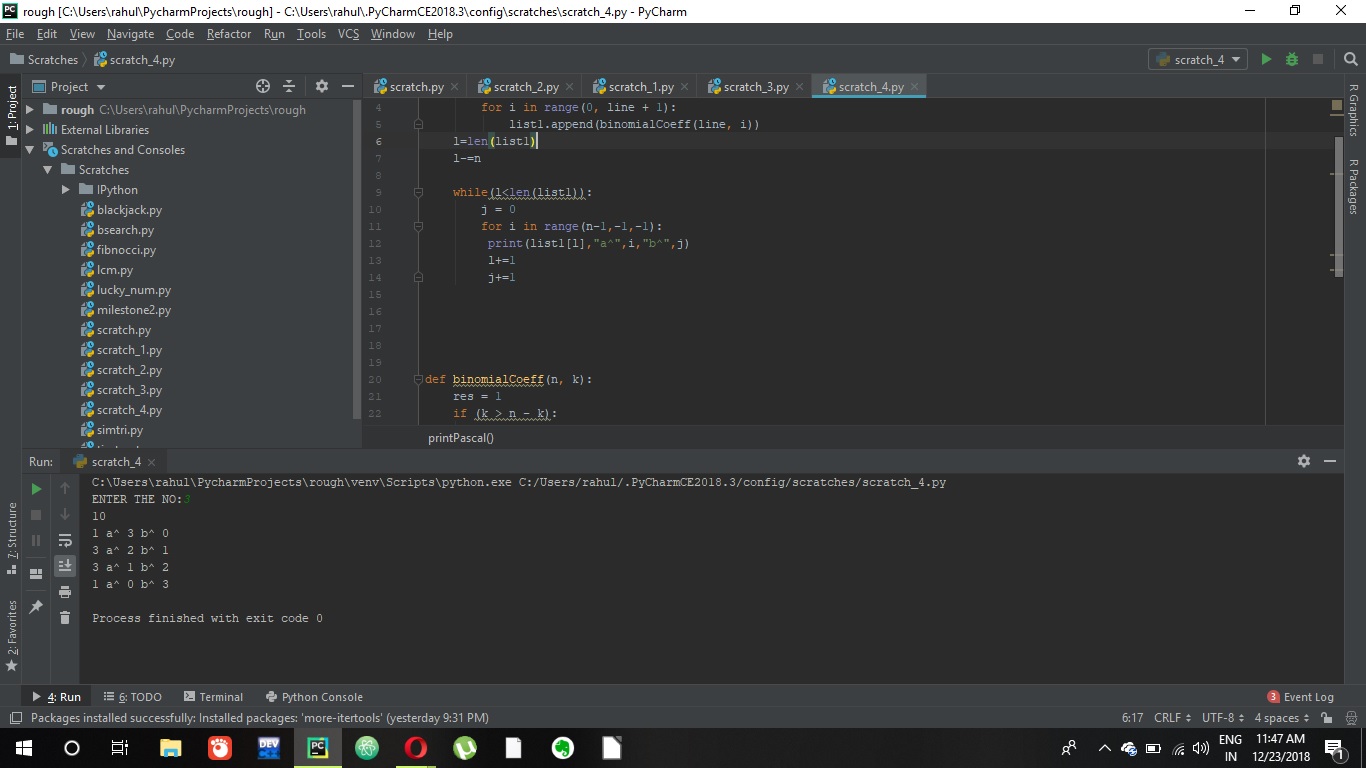 rough [C:\Users\rahul\PycharmProjects\rough] - C:\Users\rahul\.PyCharmCE2018.3\config\scratches\scratch_4.py - PyCharm
File Edit View Navigate Code Refactor Run Tools VCS Window Help
Scratches scratch_4.py
scratch_4
Project
scratch.py scratch_2.py scratch_1.py scratch_3.py scratch_4.py
1: Project
rough C:\Users\rahul\PycharmProjects\rough
External Libraries
Scratches and Consoles
Scratches
IPython
blackjack.py
bsearch.py
fibnocci.py
lcm.py
lucky_num.py
milestone2.py
scratch.py
scratch_1.py
scratch_2.py
scratch_3.py
scratch_4.py
simtri.py
4 for i in range(0, line + 1):
5 list1.append(binomialCoeff(line, i))
6 l=len(list1)
7 l-=n
8
9 while(l<len(list1)):
10 j = 0
11 for i in range(n-1,-1,-1):
12 print(list1[l],"a^",i,"b^",j)
13 l+=1
14 j+=1
15
16
17
18
19
20 def binomialCoeff(n, k):
21 res = 1
22 if (k > n - k):
printPascal()
R Graphics
R Packages
Run: scratch_4
C:\Users\rahul\PycharmProjects\rough\venv\Scripts\python.exe C:/Users/rahul/.PyCharmCE2018.3/config/scratches/scratch_4.py
ENTER THE NO:3
10
1 a^ 3 b^ 0
3 a^ 2 b^ 1
3 a^ 1 b^ 2
1 a^ 0 b^ 3
Process finished with exit code 0
7: Structure
2: Favorites
4: Run 6: TODO Terminal Python Console
3 Event Log
Packages installed successfully: Installed packages: 'more-itertools' (yesterday 9:31 PM)
6:17 CRLF UTF-8 4 spaces
DEV
PC
ENG
IN
11:47 AM
12/23/2018
1